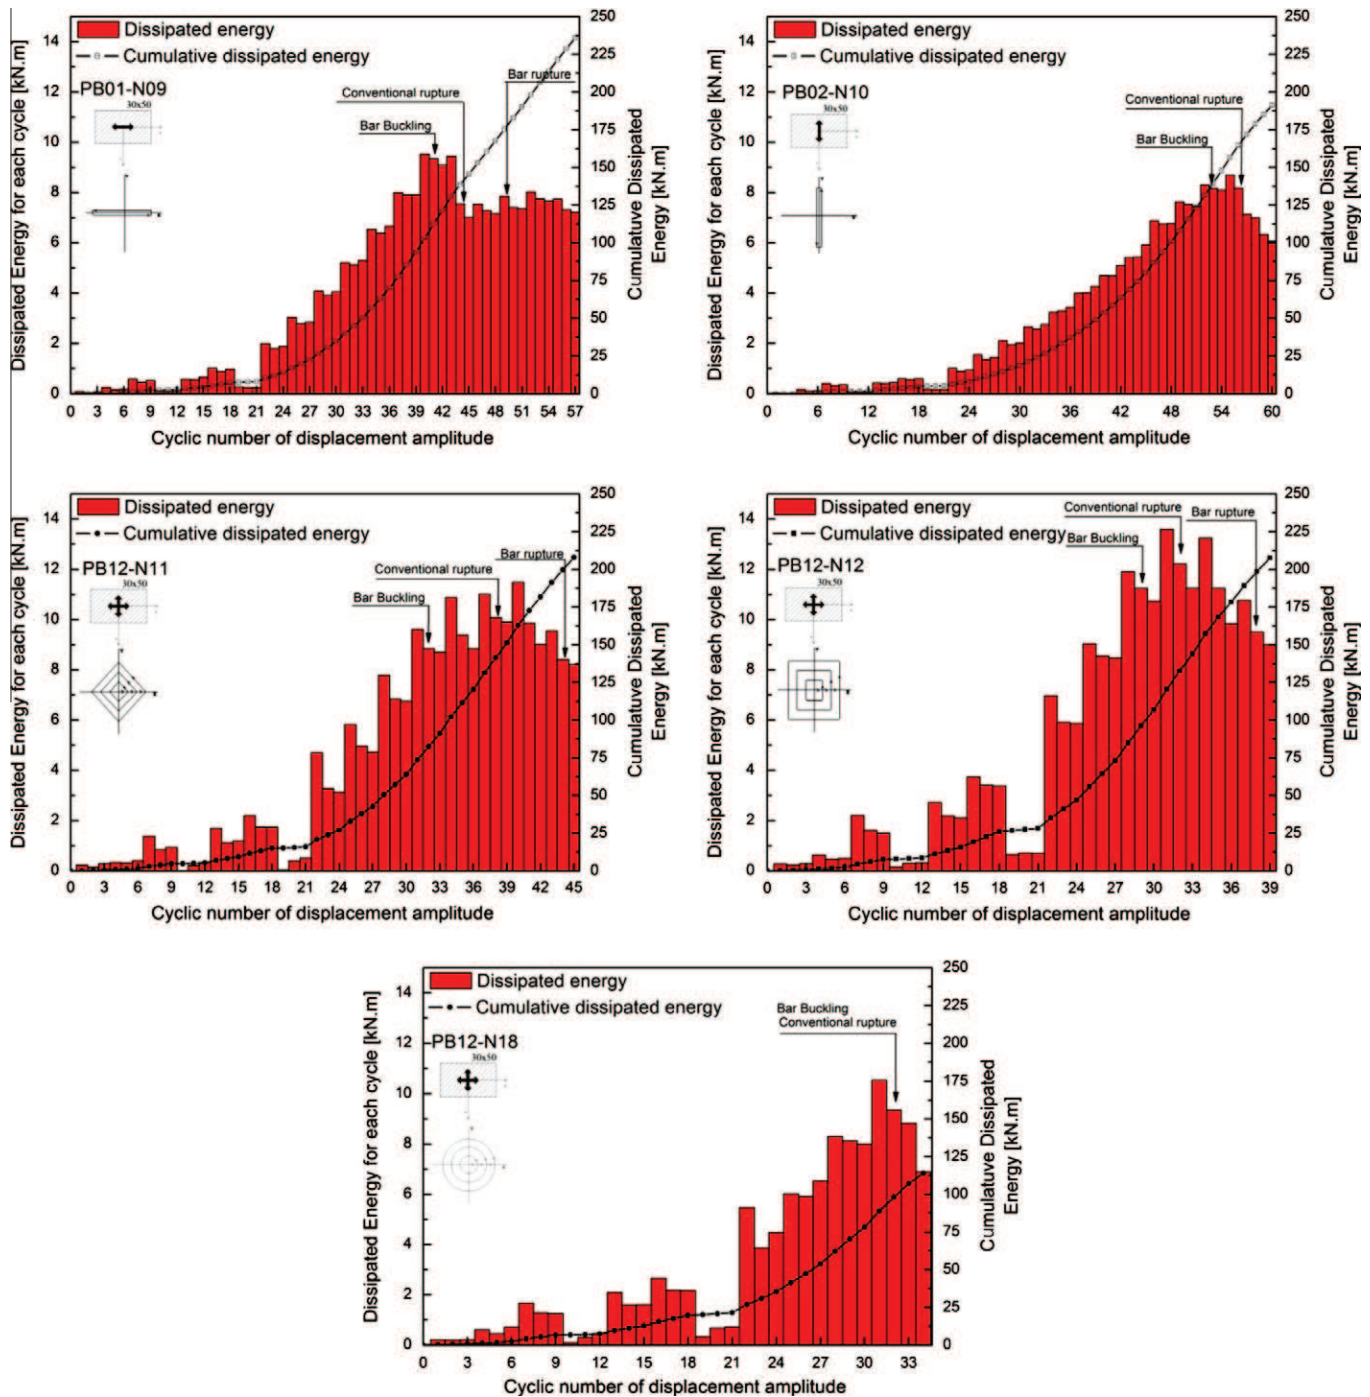 Dissipated energy
Cumulative dissipated energy
PB01-N09
30x50
Conventional rupture
Bar Buckling
Bar rupture
Dissipated Energy for each cycle [kN.m]
0 2 4 6 8 10 12 14
Cumulative Dissipated
Energy [kN.m]
0 25 50 75 100 125 150 175 200 225 250
0 3 6 9 12 15 18 21 24 27 30 33 36 39 42 45 48 51 54 57
Cyclic number of displacement amplitude
Dissipated energy
Cumulative dissipated energy
PB02-N10
30x50
Conventional rupture
Bar Buckling
Dissipated Energy for each cycle [kN.m]
0 2 4 6 8 10 12 14
Cumulative Dissipated
Energy [kN.m]
0 25 50 75 100 125 150 175 200 225 250
0 6 12 18 24 30 36 42 48 54 60
Cyclic number of displacement amplitude
Dissipated energy
Cumulative dissipated energy
PB12-N11
30x50
Bar rupture
Conventional rupture
Bar Buckling
Dissipated Energy for each cycle [kN.m]
0 2 4 6 8 10 12 14
Cumulative Dissipated
Energy [kN.m]
0 25 50 75 100 125 150 175 200 225 250
0 3 6 9 12 15 18 21 24 27 30 33 36 39 42 45
Cyclic number of displacement amplitude
Dissipated energy
Cumulative dissipated energy
PB12-N12
30x50
Conventional rupture
Bar rupture
Bar Buckling
Dissipated Energy for each cycle [kN.m]
0 2 4 6 8 10 12 14
Cumulative Dissipated
Energy [kN.m]
0 25 50 75 100 125 150 175 200 225 250
0 3 6 9 12 15 18 21 24 27 30 33 36 39
Cyclic number of displacement amplitude
Dissipated energy
Cumulative dissipated energy
PB12-N18
30x50
Bar Buckling
Conventional rupture
Dissipated Energy for each cycle [kN.m]
0 2 4 6 8 10 12 14
Cumulative Dissipated
Energy [kN.m]
0 25 50 75 100 125 150 175 200 225 250
0 3 6 9 12 15 18 21 24 27 30 33
Cyclic number of displacement amplitude